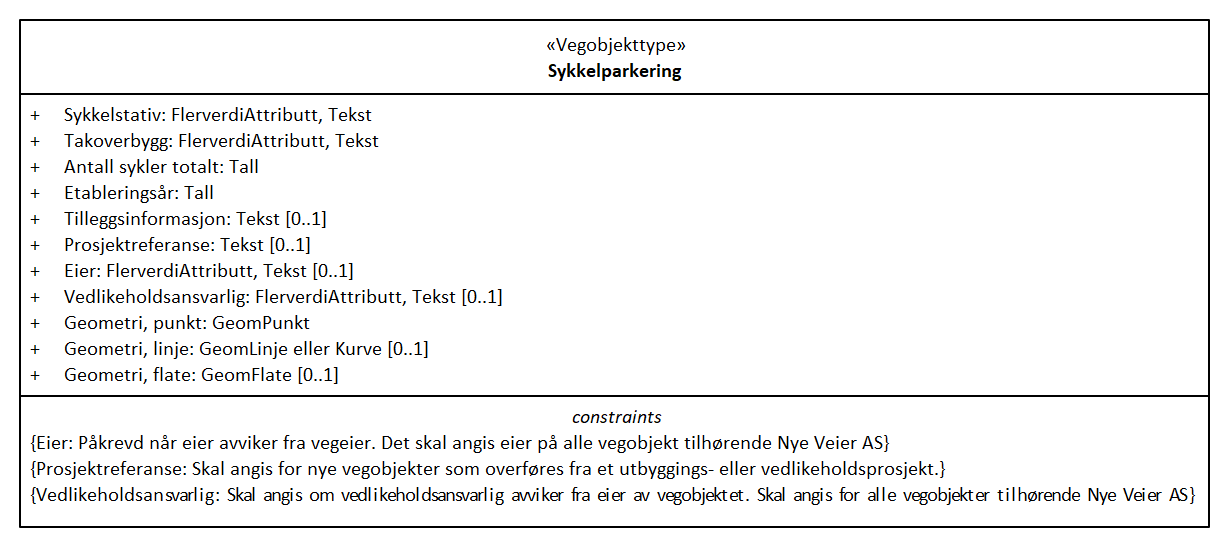 «Vegobjekttype»
Sykkelparkering
+ Sykkelstativ: FlerverdiAttributt, Tekst
+ Takoverbygg: FlerverdiAttributt, Tekst
+ Antall sykler totalt: Tall
+ Etableringsår: Tall
+ Tilleggsinformasjon: Tekst [0..1]
+ Prosjektreferanse: Tekst [0..1]
+ Eier: FlerverdiAttributt, Tekst [0..1]
+ Vedlikeholdsansvarlig: FlerverdiAttributt, Tekst [0..1]
+ Geometri, punkt: GeomPunkt
+ Geometri, linje: GeomLinje eller Kurve [0..1]
+ Geometri, flate: GeomFlate [0..1]
constraints
{Eier: Påkrevd når eier avviker fra vegeier. Det skal angis eier på alle vegobjekt tilhørende Nye Veier AS}
{Prosjektreferanse: Skal angis for nye vegobjekter som overføres fra et utbyggings- eller vedlikeholdsprosjekt.}
{Vedlikeholdsansvarlig: Skal angis om vedlikeholdsansvarlig avviker fra eier av vegobjektet. Skal angis for alle vegobjekter tilhørende Nye Veier AS}